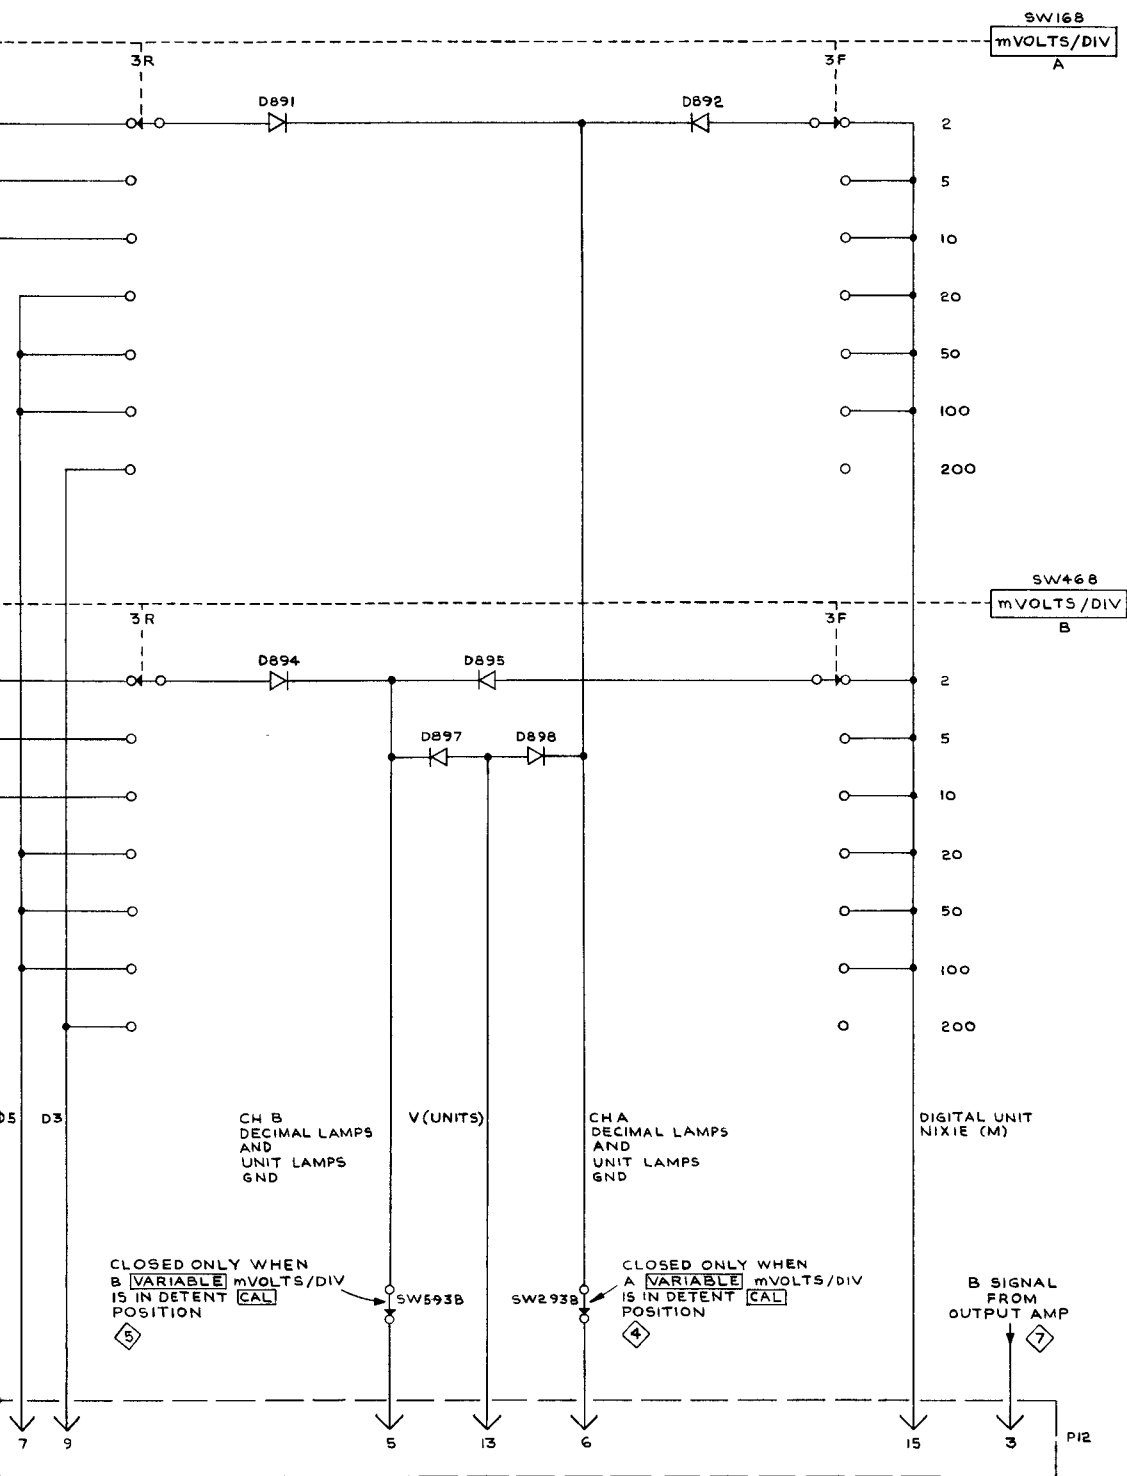 SW168
mVOLTS/DIV
A
3R
3F
D891
D892
2
5
10
20
50
100
200
SW468
mVOLTS/DIV
B
3R
3F
D894
D895
2
D897
D898
5
10
20
50
100
200
D3
CH B
DECIMAL LAMPS
AND
UNIT LAMPS
GND
V(UNITS)
CH A
DECIMAL LAMPS
AND
UNIT LAMPS
GND
DIGITAL UNIT
NIXIE (M)
CLOSED ONLY WHEN
B VARIABLE mVOLTS/DIV
IS IN DETENT CAL
POSITION
5
SW593B
SW293B
CLOSED ONLY WHEN
A VARIABLE mVOLTS/DIV
IS IN DETENT CAL
POSITION
4
B SIGNAL
FROM
OUTPUT AMP
7
7
9
5
13
6
15
3
P12